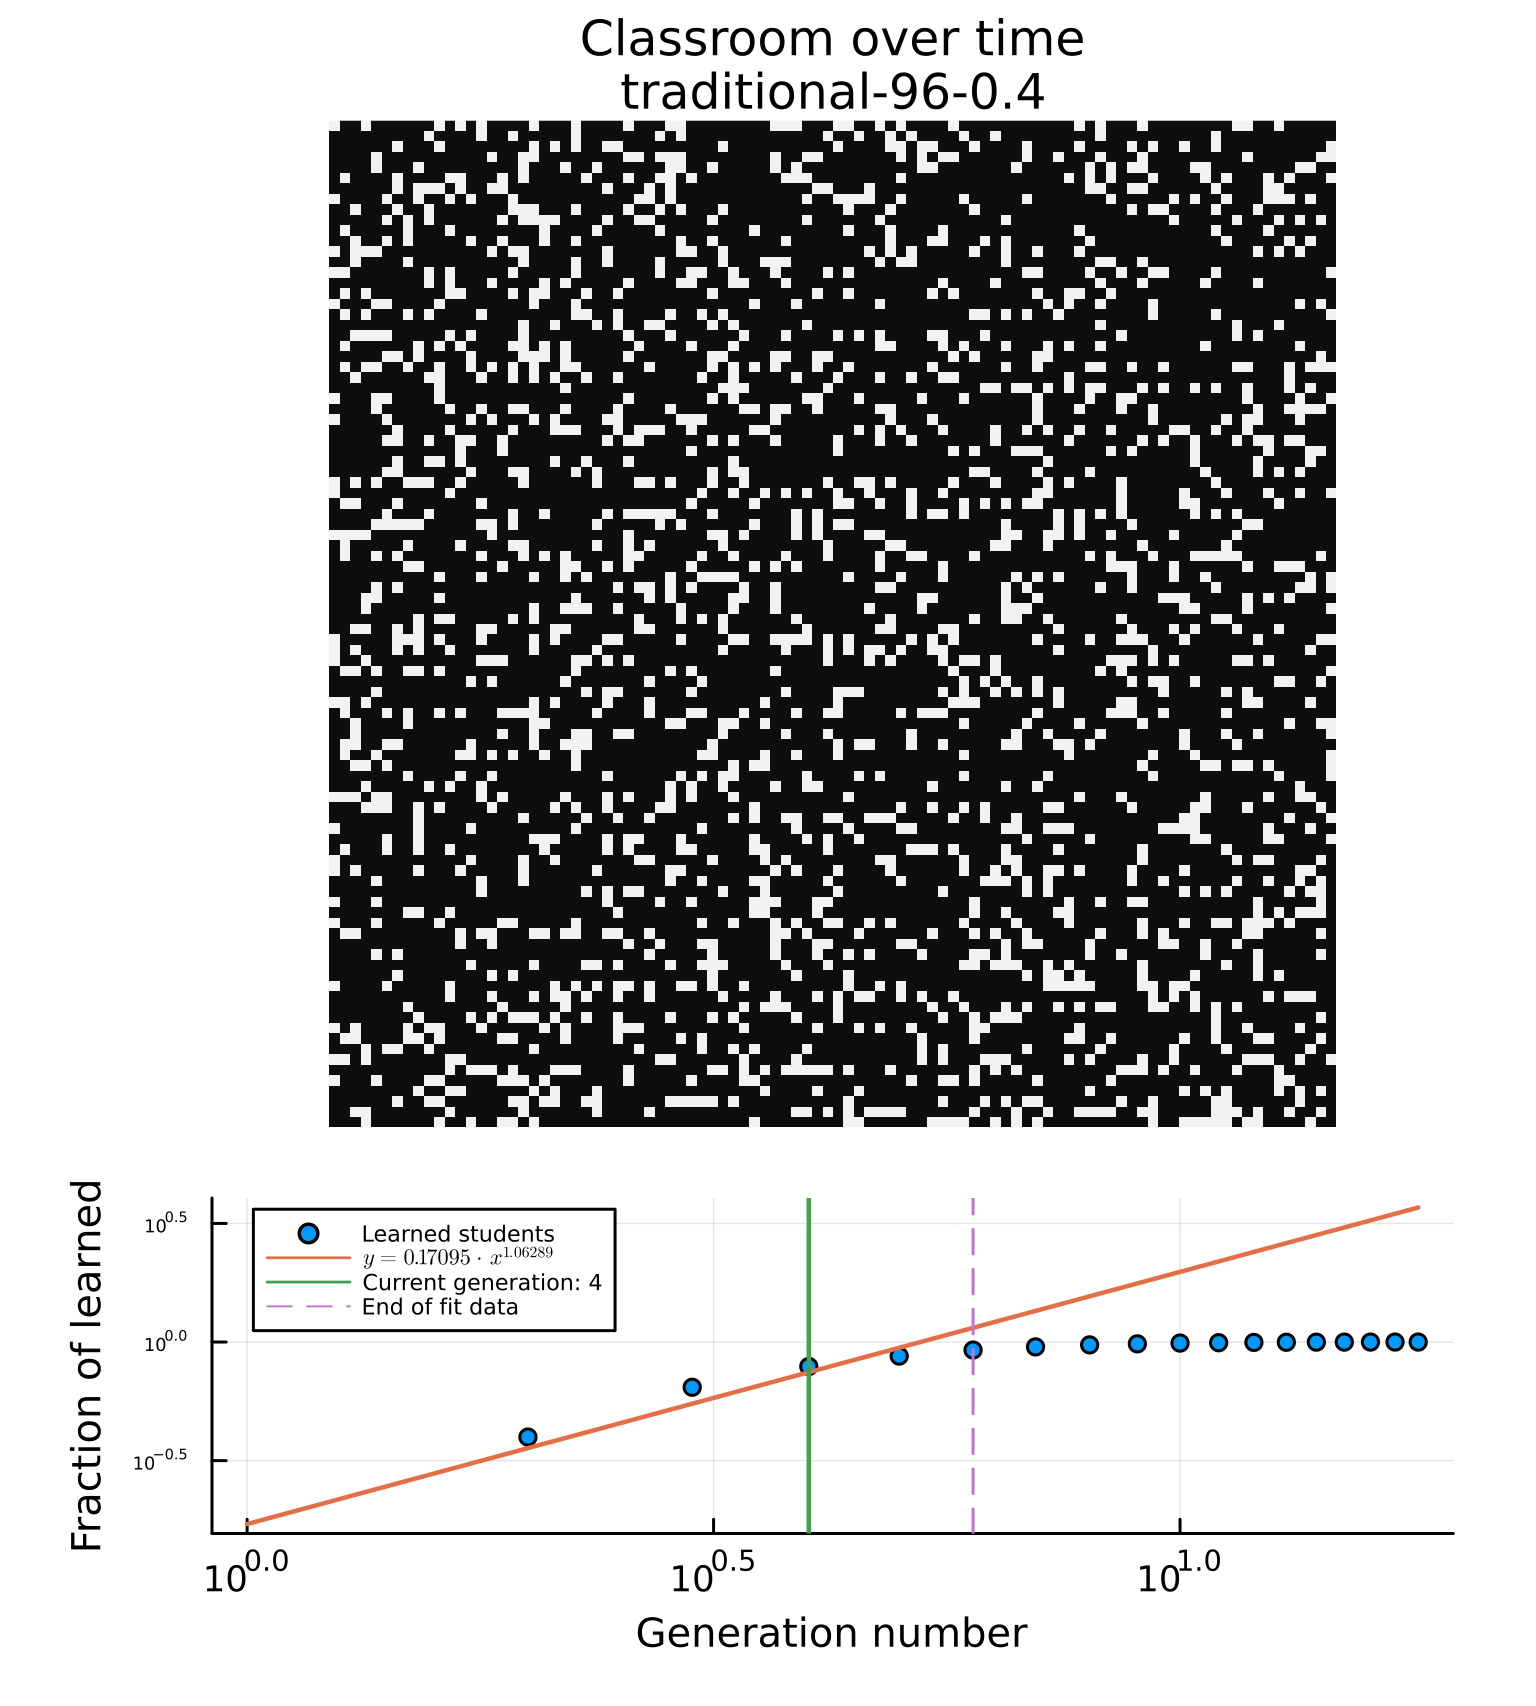 Classroom over time
traditional-96-0.4
Fraction of learned
10^0.5
10^0.0
10^−0.5
Learned students
y = 0.17095 · x^1.06289
Current generation: 4
End of fit data
10^0.0 10^0.5 10^1.0
Generation number